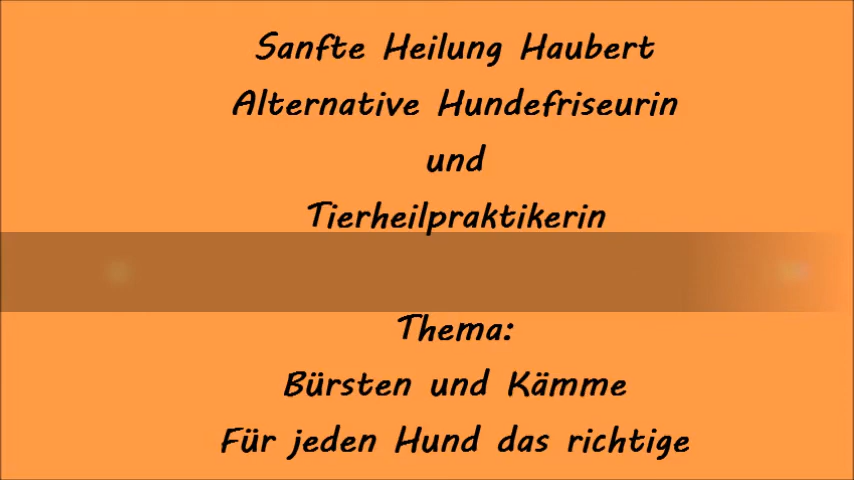 Sanfte Heilung Haubert
Alternative Hundefriseurin
und
Tierheilpraktikerin
Thema:
Bürsten und Kämme
Für jeden Hund das richtige